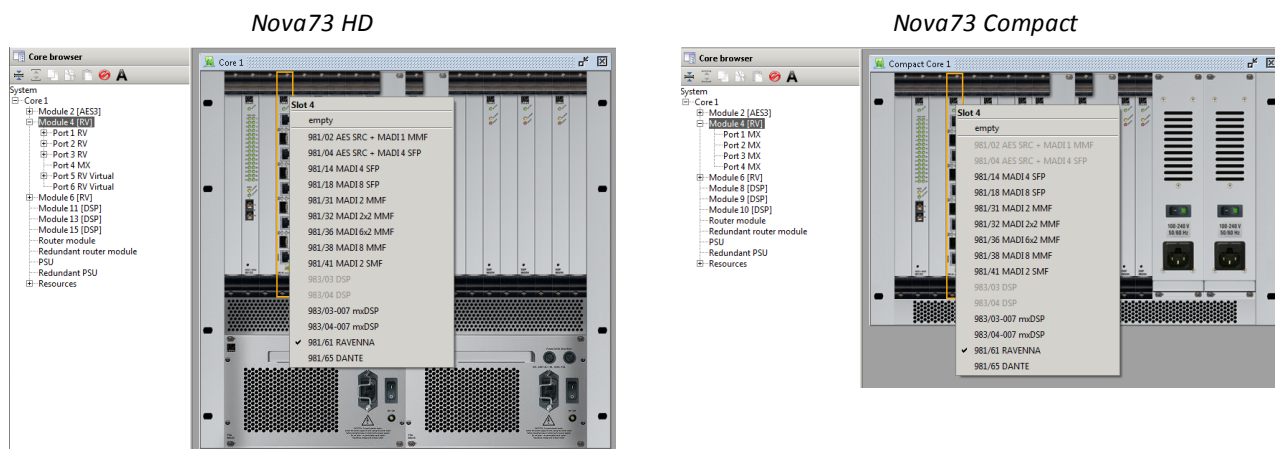 Nova73 HD
Core browser
System
Core 1
Module 2 [AES3]
Module 4 [RV]
Port 1 RV
Port 2 RV
Port 3 RV
Port 4 MX
Port 5 RV Virtual
Port 6 RV Virtual
Module 6 [RV]
Module 11 [DSP]
Module 13 [DSP]
Module 15 [DSP]
Router module
Redundant router module
PSU
Redundant PSU
Resources
Core 1
Slot 4
empty
981/02 AES SRC + MADI 1 MMF
981/04 AES SRC + MADI 4 SFP
981/14 MADI 4 SFP
981/18 MADI 8 SFP
981/31 MADI 2 MMF
981/32 MADI 2x2 MMF
981/36 MADI 6x2 MMF
981/38 MADI 8 MMF
981/41 MADI 2 SMF
983/03 DSP
983/04 DSP
983/03-007 mxDSP
983/04-007 mxDSP
981/61 RAVENNA
981/65 DANTE
Nova73 Compact
Core browser
System
Core 1
Module 2 [AES3]
Module 4 [RV]
Port 1 MX
Port 2 MX
Port 3 MX
Port 4 MX
Module 6 [RV]
Module 8 [DSP]
Module 9 [DSP]
Module 10 [DSP]
Router module
Redundant router module
PSU
Redundant PSU
Resources
Compact Core 1
Slot 4
empty
981/02 AES SRC + MADI 1 MMF
981/04 AES SRC + MADI 4 SFP
981/14 MADI 4 SFP
981/18 MADI 8 SFP
981/31 MADI 2 MMF
981/32 MADI 2x2 MMF
981/36 MADI 6x2 MMF
981/38 MADI 8 MMF
981/41 MADI 2 SMF
983/03 DSP
983/04 DSP
983/03-007 mxDSP
983/04-007 mxDSP
981/61 RAVENNA
981/65 DANTE
100-240 V
50/60 Hz
100-240 V
50/60 Hz